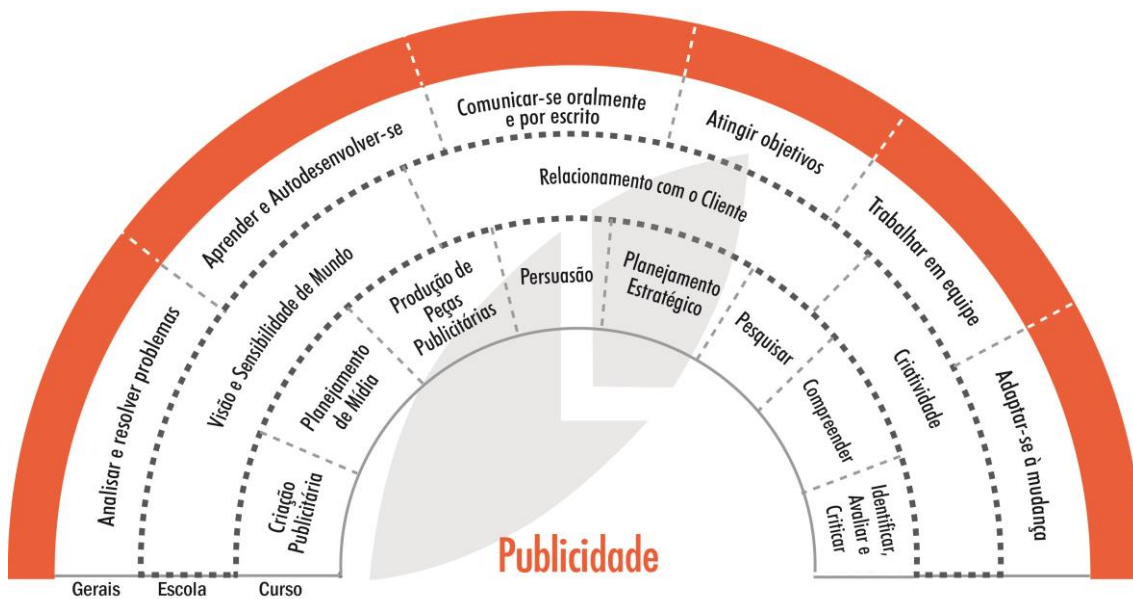 Analisar e resolver problemas
Aprender e Autodesenvolver-se
Comunicar-se oralmente
e por escrito
Atingir objetivos
Trabalhar em equipe
Adaptar-se à mudança
Visão e Sensibilidade de Mundo
Relacionamento com o Cliente
Criatividade
Criação
Publicitária
Planejamento
de Mídia
Produção de
Peças
Publicitárias
Persuasão
Planejamento
Estratégico
Pesquisar
Compreender
Identificar,
Avaliar e
Criticar
Publicidade
Gerais
Escola
Curso